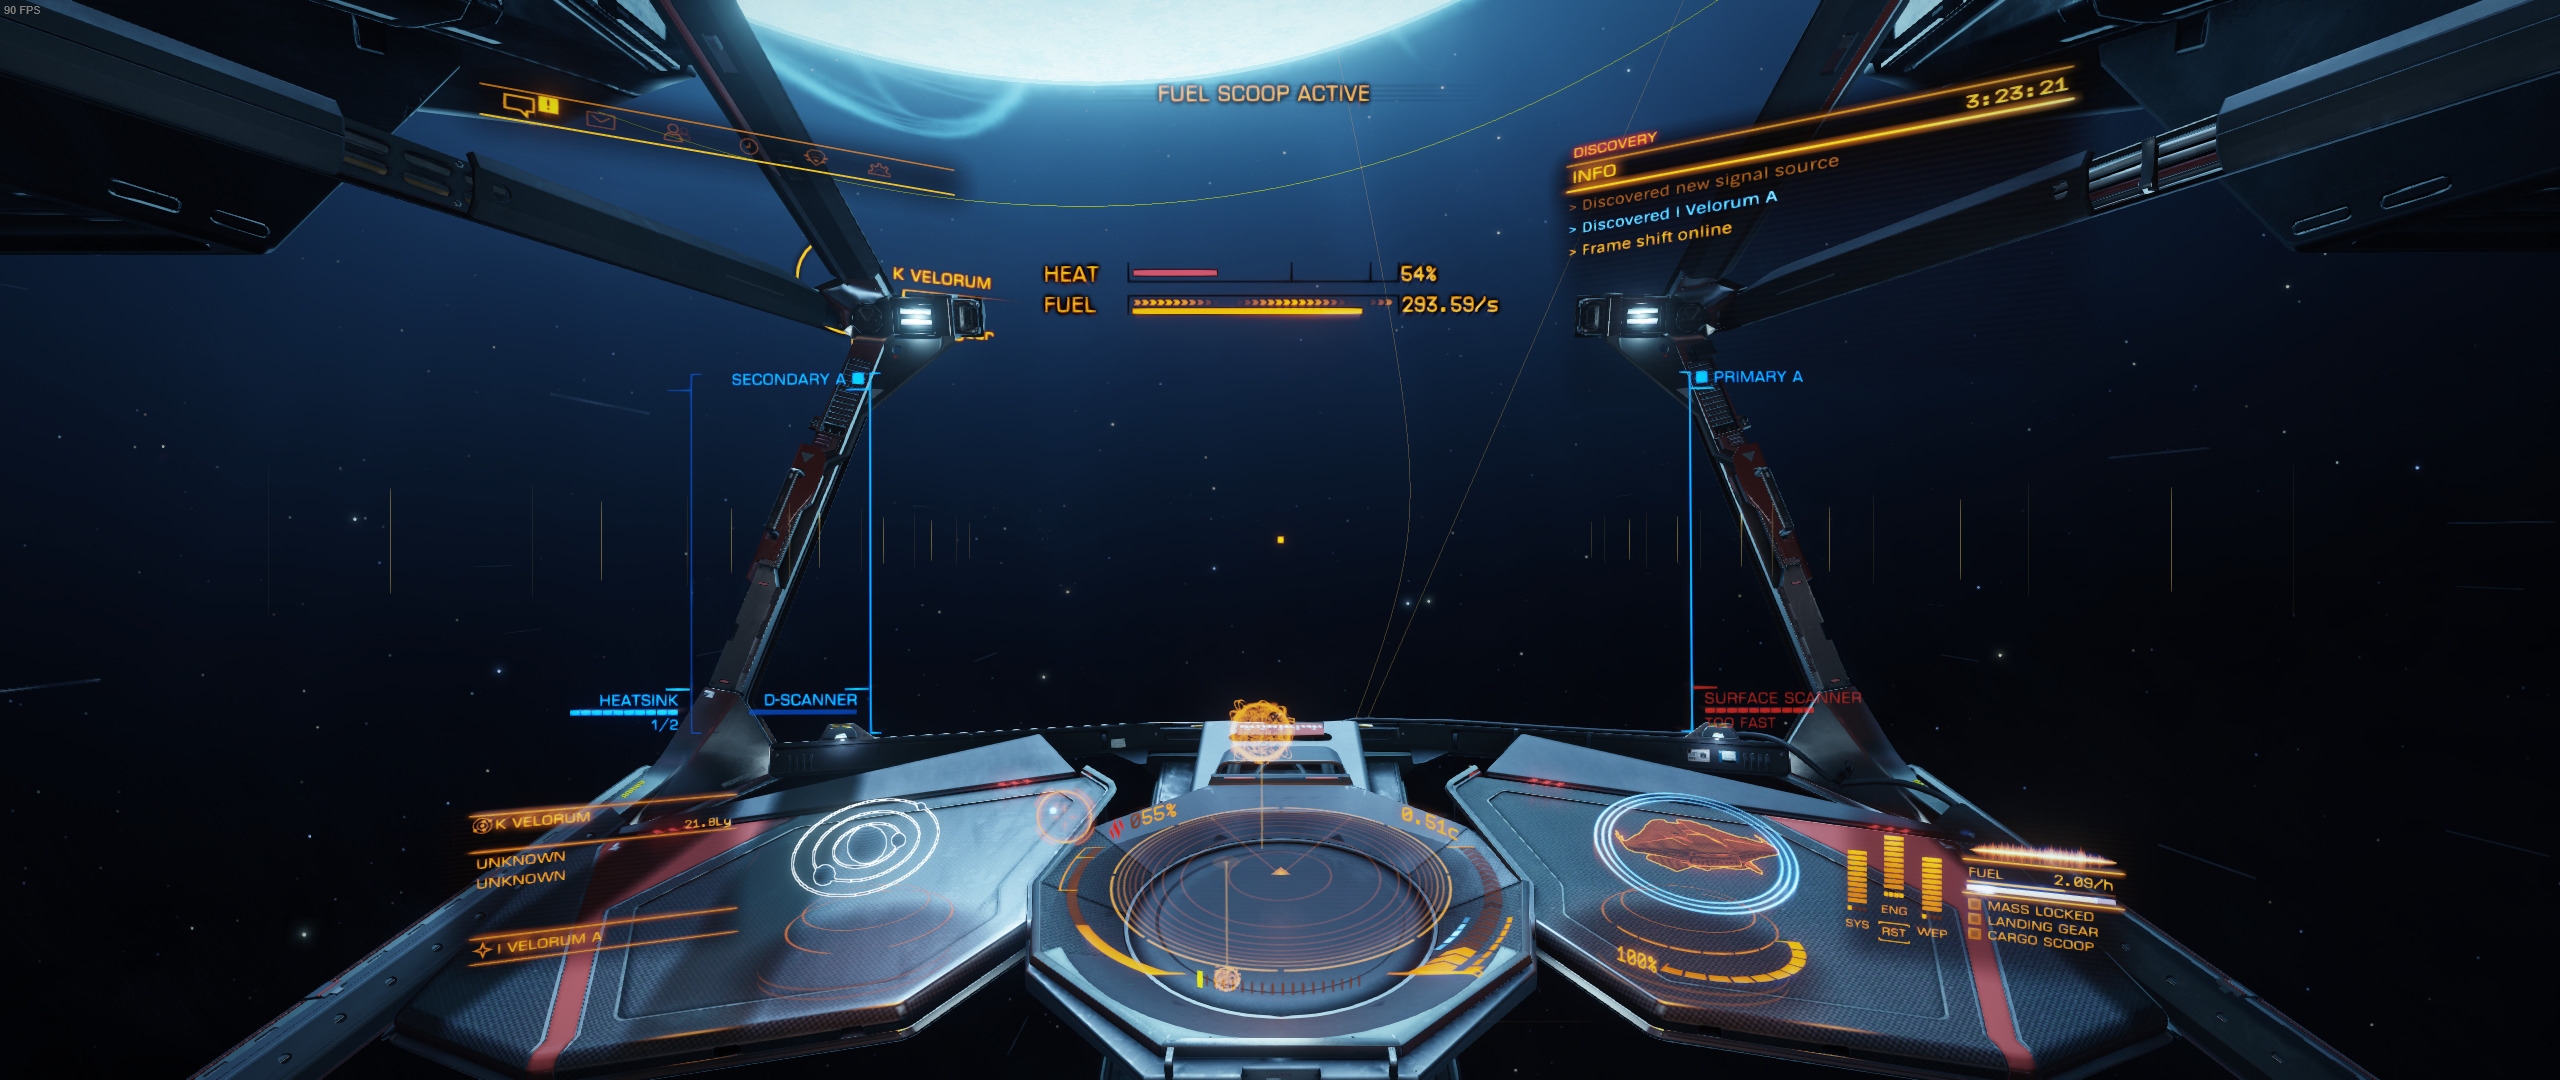 90 FPS
FUEL SCOOP ACTIVE
3:23:21
DISCOVERY
INFO
> Discovered new signal source
> Discovered I Velorum A
> Frame shift online
K VELORUM
HEAT 54%
FUEL 293.59/s
SECONDARY A
PRIMARY A
HEATSINK
1/2
D-SCANNER
SURFACE SCANNER
TOO FAST
K VELORUM 21.8Ly
UNKNOWN
UNKNOWN
I VELORUM A
055%
0.51c
100%
SYS
ENG
RST
WEP
FUEL 2.09/h
MASS LOCKED
LANDING GEAR
CARGO SCOOP